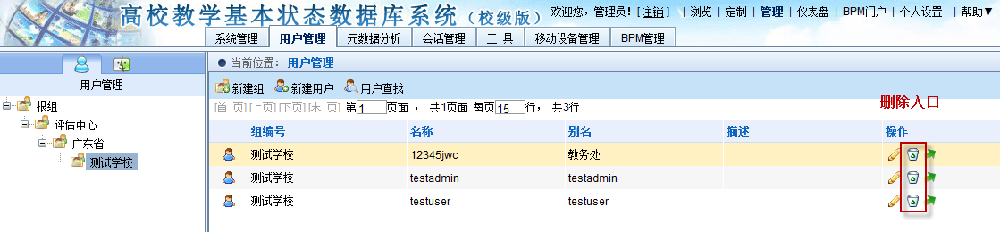 高校教学基本状态数据库系统（校级版） 欢迎您，管理员！[注销] | 浏览 | 定制 | 管理 | 仪表盘 | BPM门户 | 个人设置 | 帮助▼
系统管理 用户管理 元数据分析 会话管理 工 具 移动设备管理 BPM管理
当前位置： 用户管理
用户管理
新建组 新建用户 用户查找
根组
[首 页][上页][下页][末 页] 第1页面 ， 共1页面 每页15行， 共3行
删除入口
评估中心
组编号 名称 别名 描述 操作
广东省
测试学校
测试学校 12345jwc 教务处
测试学校 testadmin testadmin
测试学校 testuser testuser